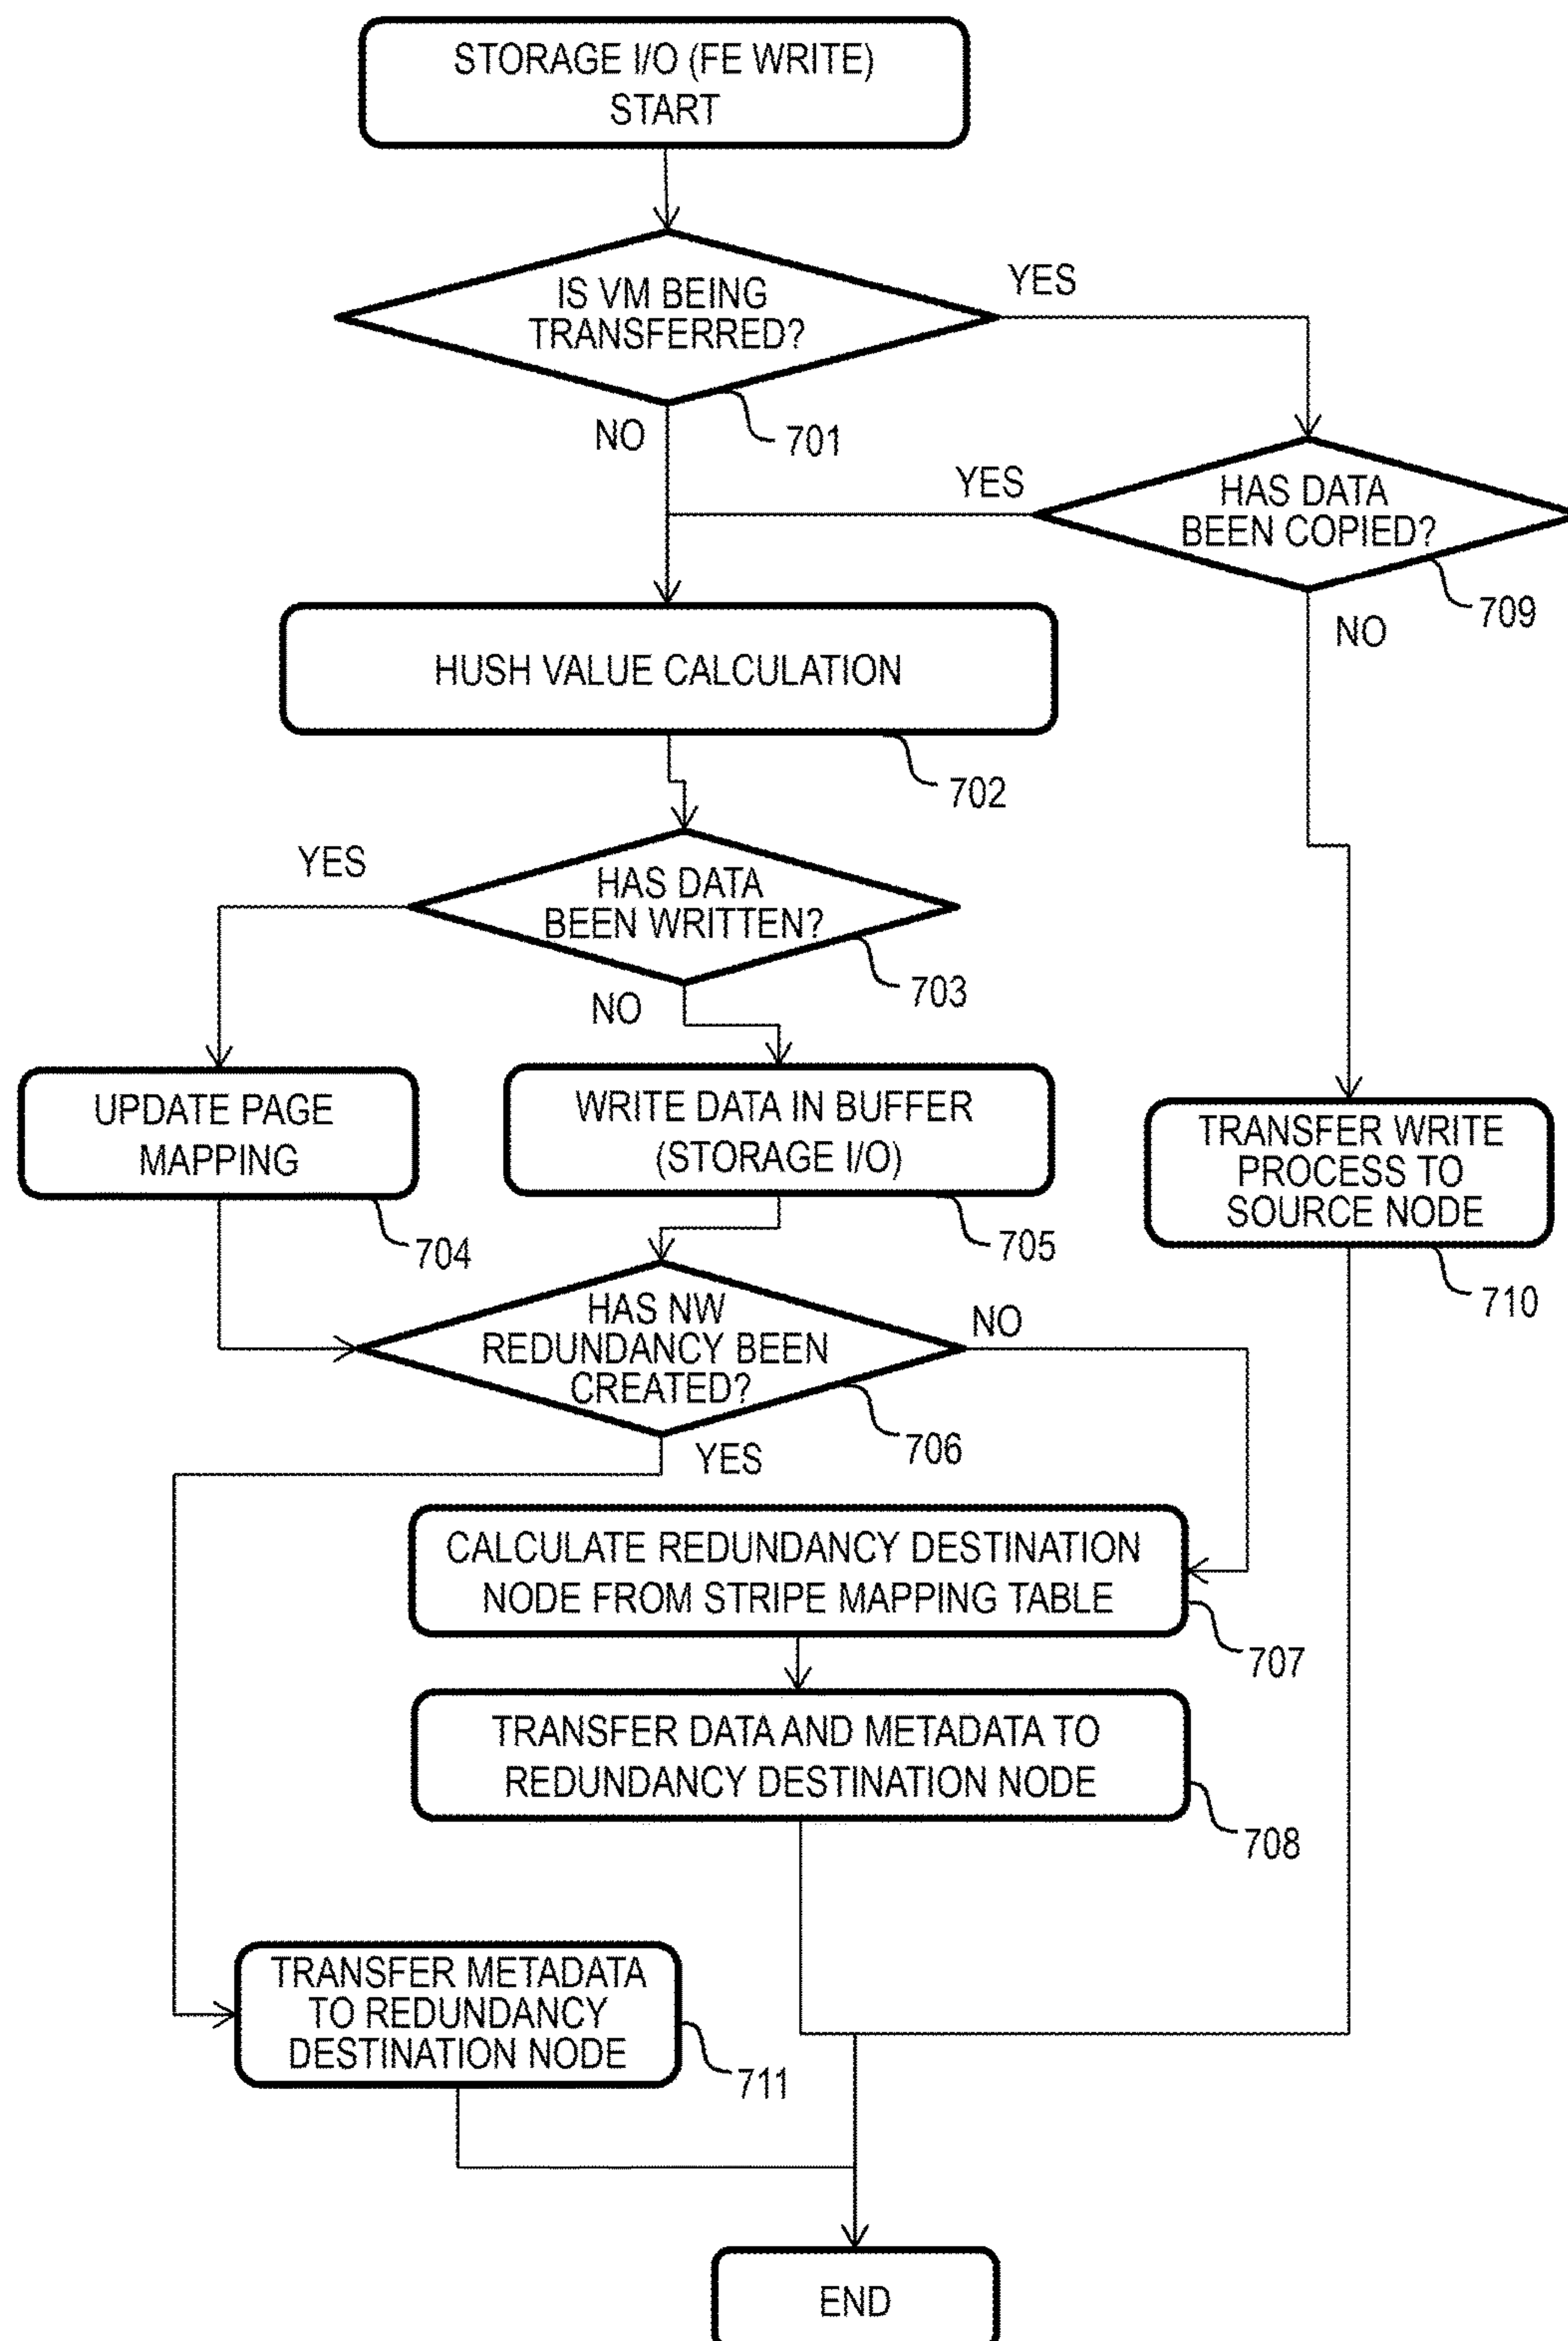 STORAGE I/O (FE WRITE)
START
IS VM BEING
TRANSFERRED?
YES
NO
701
YES
HAS DATA
BEEN COPIED?
709
NO
HUSH VALUE CALCULATION
702
YES
HAS DATA
BEEN WRITTEN?
703
NO
UPDATE PAGE
MAPPING
704
WRITE DATA IN BUFFER
(STORAGE I/O)
705
TRANSFER WRITE
PROCESS TO
SOURCE NODE
710
HAS NW
REDUNDANCY BEEN
CREATED?
NO
706
YES
CALCULATE REDUNDANCY DESTINATION
NODE FROM STRIPE MAPPING TABLE
707
TRANSFER DATA AND METADATA TO
REDUNDANCY DESTINATION NODE
708
TRANSFER METADATA
TO REDUNDANCY
DESTINATION NODE
711
END